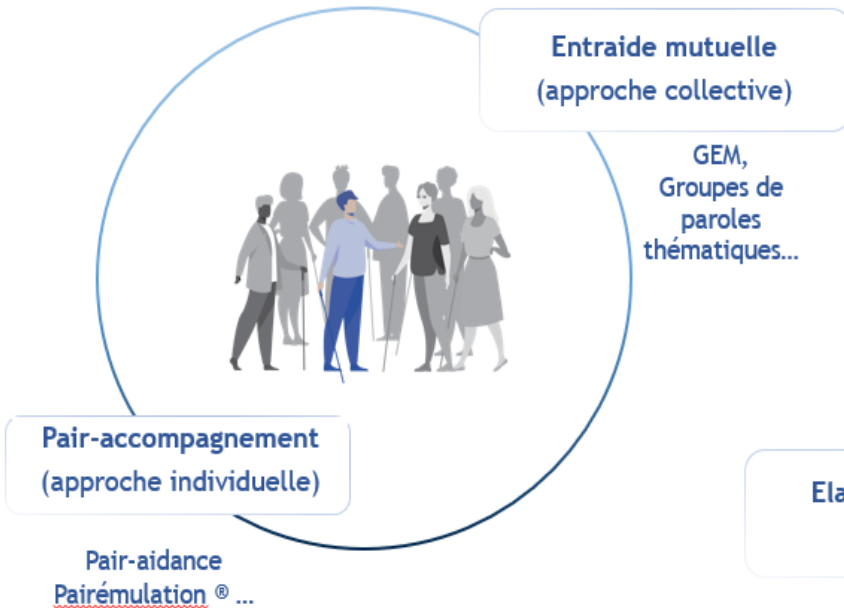 Entraide mutuelle
(approche collective)
GEM,
Groupes de
paroles
thématiques...
Pair-accompagnement
(approche individuelle)
Pair-aidance
Pairémulation ® ...